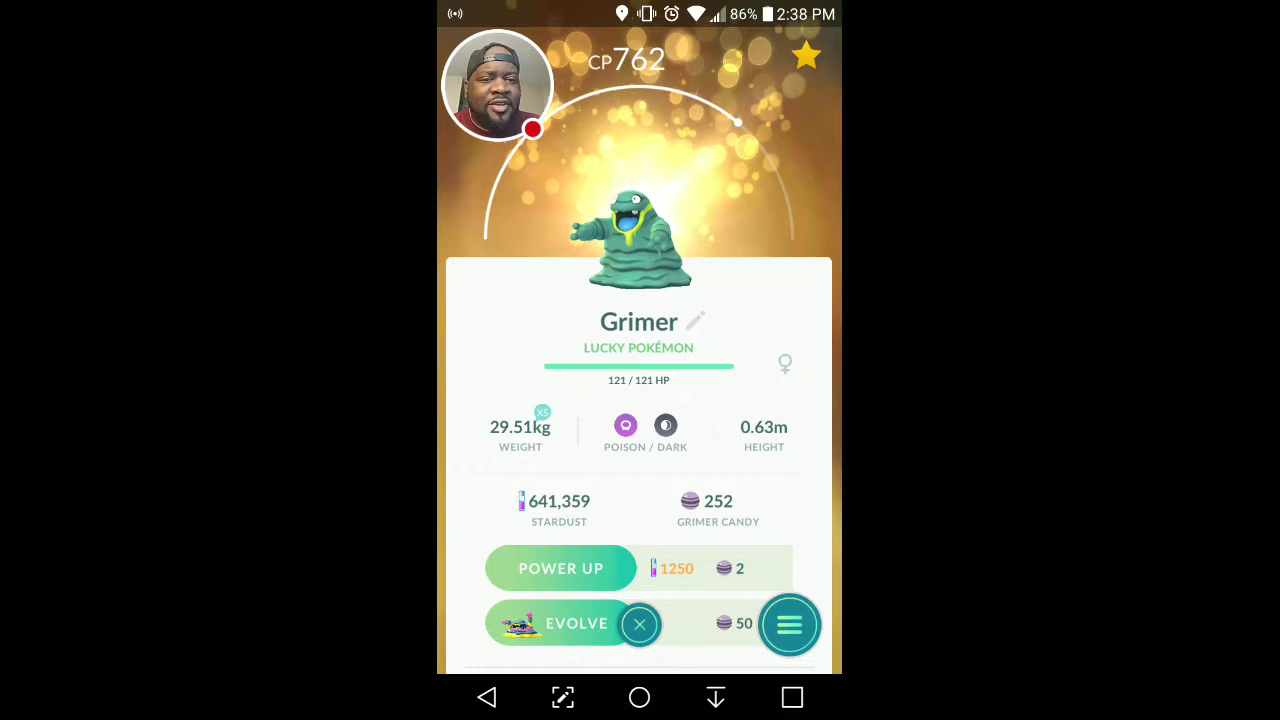 86% 2:38 PM
CP762
Grimer
LUCKY POKÉMON
121 / 121 HP
XS
29.51kg
WEIGHT
POISON / DARK
0.63m
HEIGHT
641,359
STARDUST
252
GRIMER CANDY
POWER UP 1250 2
EVOLVE 50